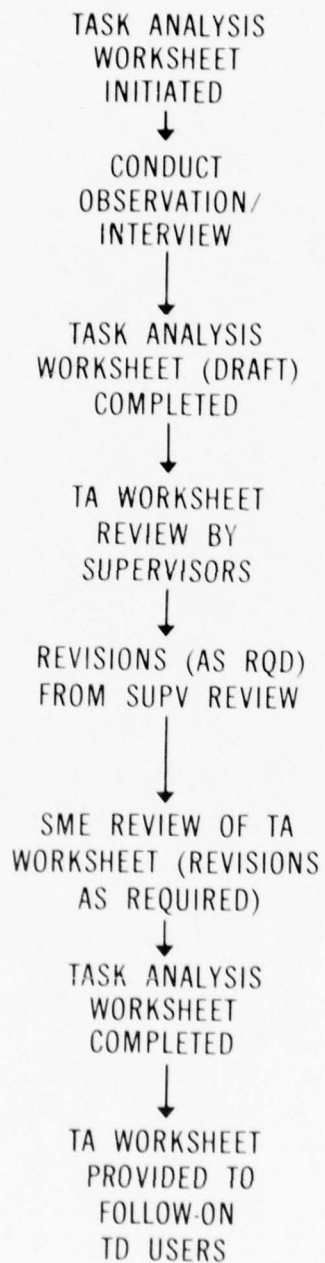 TASK ANALYSIS
WORKSHEET
INITIATED
CONDUCT
OBSERVATION/
INTERVIEW
TASK ANALYSIS
WORKSHEET (DRAFT)
COMPLETED
TA WORKSHEET
REVIEW BY
SUPERVISORS
REVISIONS (AS RQD)
FROM SUPV REVIEW
SME REVIEW OF TA
WORKSHEET (REVISIONS
AS REQUIRED)
TASK ANALYSIS
WORKSHEET
COMPLETED
TA WORKSHEET
PROVIDED TO
FOLLOW-ON
TD USERS